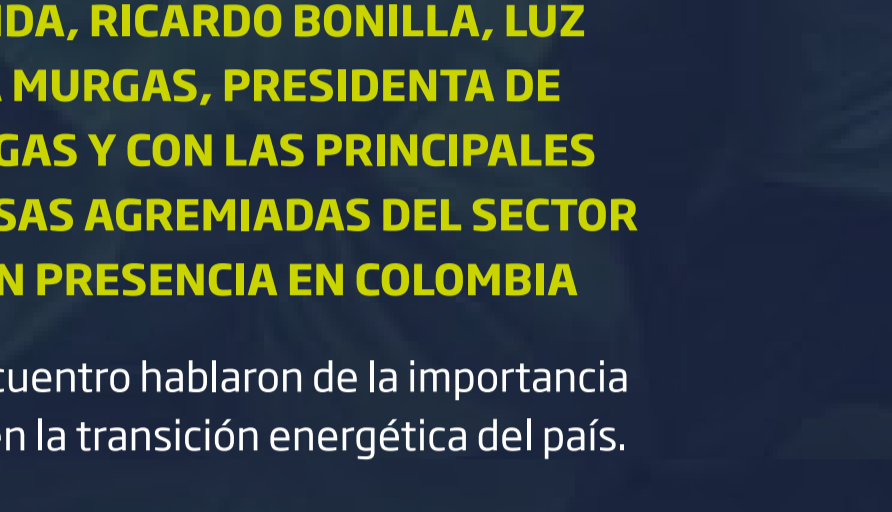 IDA, RICARDO BONILLA, LUZ
A MURGAS, PRESIDENTA DE
GAS Y CON LAS PRINCIPALES
SAS AGREMIADAS DEL SECTOR
N PRESENCIA EN COLOMBIA
cuentro hablaron de la importancia
en la transición energética del país.